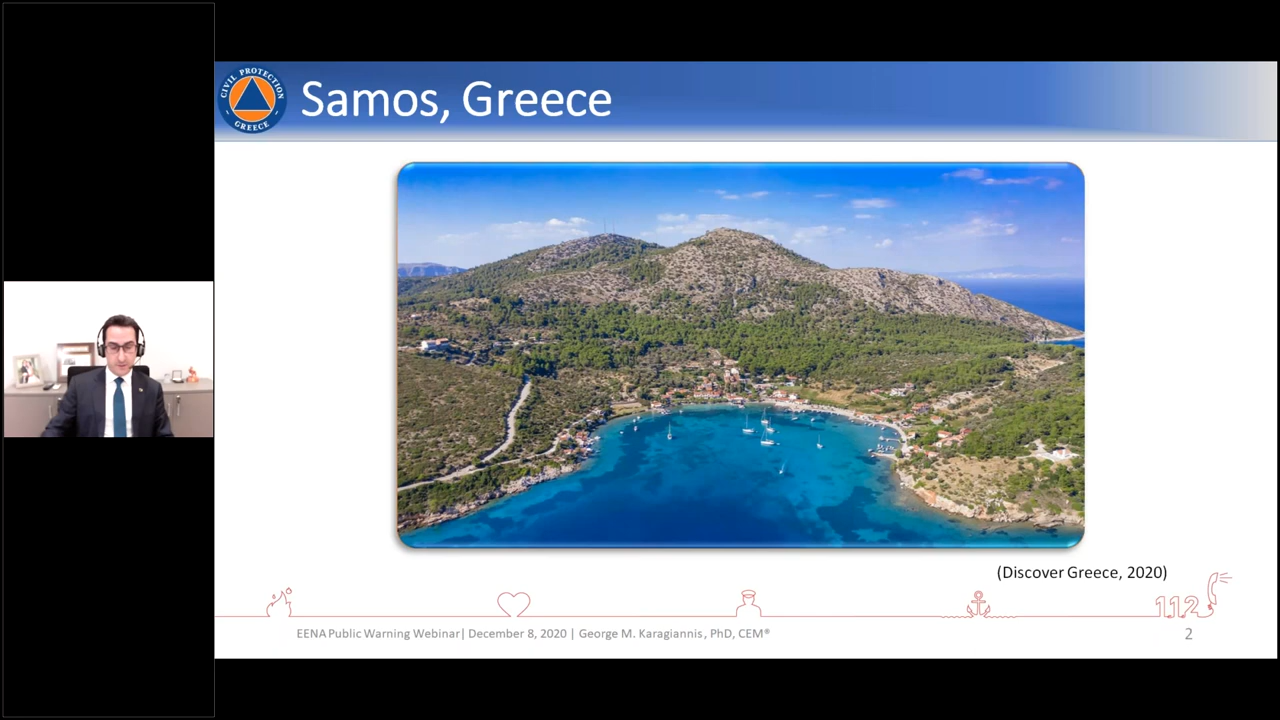 CIVIL PROTECTION
GREECE
Samos, Greece
(Discover Greece, 2020)
112
EENA Public Warning Webinar| December 8, 2020 | George M. Karagiannis, PhD, CEM®
2